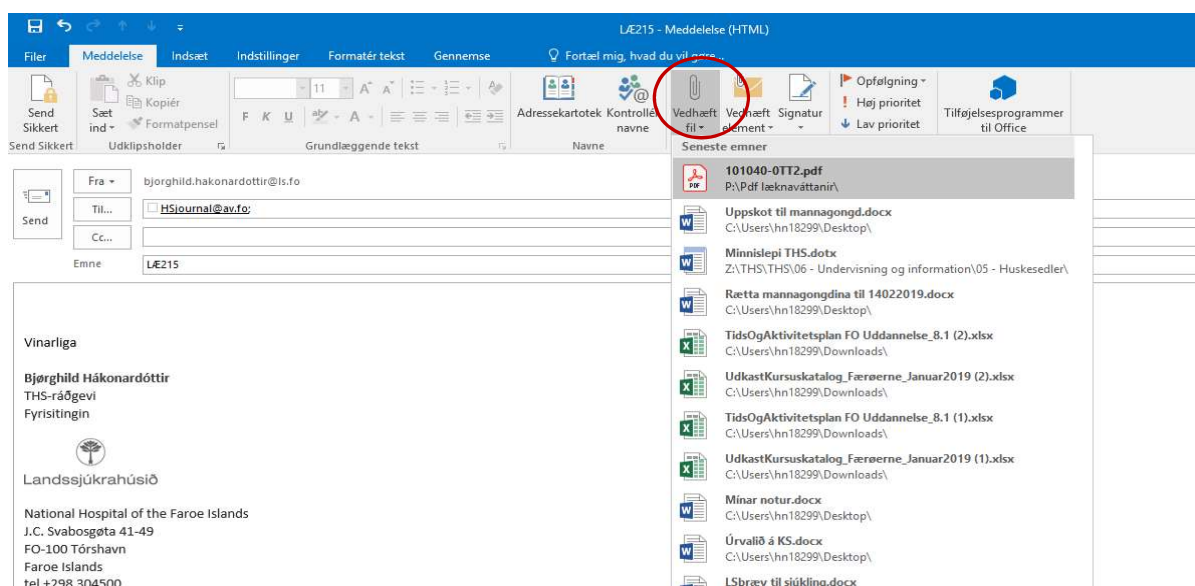 LÆ215 - Meddelelse (HTML)
Filer Meddelelse Indsæt Indstillinger Formatér tekst Gennemse Fortæl mig, hvad du vil gøre...
Send Sikkert
Sæt ind
Klip
Kopiér
Formatpensel
11
F K U
Adressekartotek
Kontrollér navne
Vedhæft fil
Vedhæft element
Signatur
Opfølgning
Høj prioritet
Lav prioritet
Tilføjelsesprogrammer til Office
Send Sikkert Udklipsholder Grundlæggende tekst Navne
Send
Fra bjorghild.hakonardottir@ls.fo
Til... HSjournal@av.fo;
Cc...
Emne LÆ215
Vinarliga
Bjørghild Hákonardóttir
THS-ráðgevi
Fyrisitingin
Landssjúkrahúsið
National Hospital of the Faroe Islands
J.C. Svabosgøta 41-49
FO-100 Tórshavn
Faroe Islands
tel +298 304500
Seneste emner
101040-0TT2.pdf
P:\Pdf læknaváttanir\
Uppskot til mannagongd.docx
C:\Users\hn18299\Desktop\
Minnislepi THS.dotx
Z:\THS\THS\06 - Undervisning og information\05 - Huskesedler\
Rætta mannagongdina til 14022019.docx
C:\Users\hn18299\Desktop\
TidsOgAktivitetsplan FO Uddannelse_8.1 (2).xlsx
C:\Users\hn18299\Downloads\
UdkastKursuskatalog_Færøerne_Januar2019 (2).xlsx
C:\Users\hn18299\Downloads\
TidsOgAktivitetsplan FO Uddannelse_8.1 (1).xlsx
C:\Users\hn18299\Downloads\
UdkastKursuskatalog_Færøerne_Januar2019 (1).xlsx
C:\Users\hn18299\Downloads\
Mínar notur.docx
C:\Users\hn18299\Desktop\
Úrvalið á KS.docx
C:\Users\hn18299\Desktop\
LSbræv til sjúkling.docx